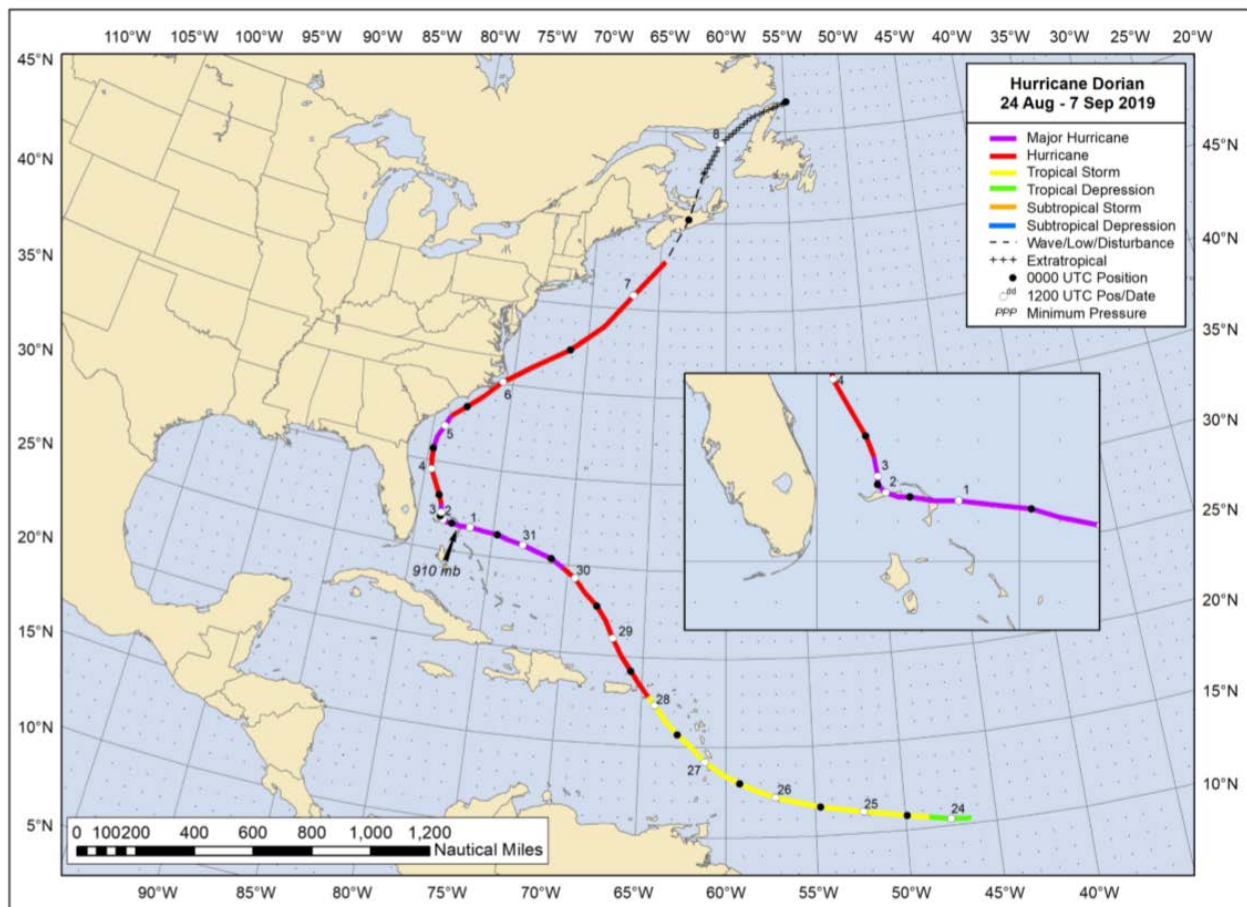 110°W 105°W 100°W 95°W 90°W 85°W 80°W 75°W 70°W 65°W 60°W 55°W 50°W 45°W 40°W 35°W 30°W 25°W 20°W
45°N
40°N
35°N
30°N
25°N
20°N
15°N
10°N
5°N
45°N
40°N
35°N
30°N
25°N
20°N
15°N
10°N
Hurricane Dorian
24 Aug - 7 Sep 2019
Major Hurricane
Hurricane
Tropical Storm
Tropical Depression
Subtropical Storm
Subtropical Depression
Wave/Low/Disturbance
Extratropical
0000 UTC Position
dd 1200 UTC Pos/Date
PPP Minimum Pressure
8
7
6
5
4
3 2 1
31
30
29
28
27
26
25
24
910 mb
4
3
2
1
0 100 200 400 600 800 1,000 1,200
Nautical Miles
90°W 85°W 80°W 75°W 70°W 65°W 60°W 55°W 50°W 45°W 40°W